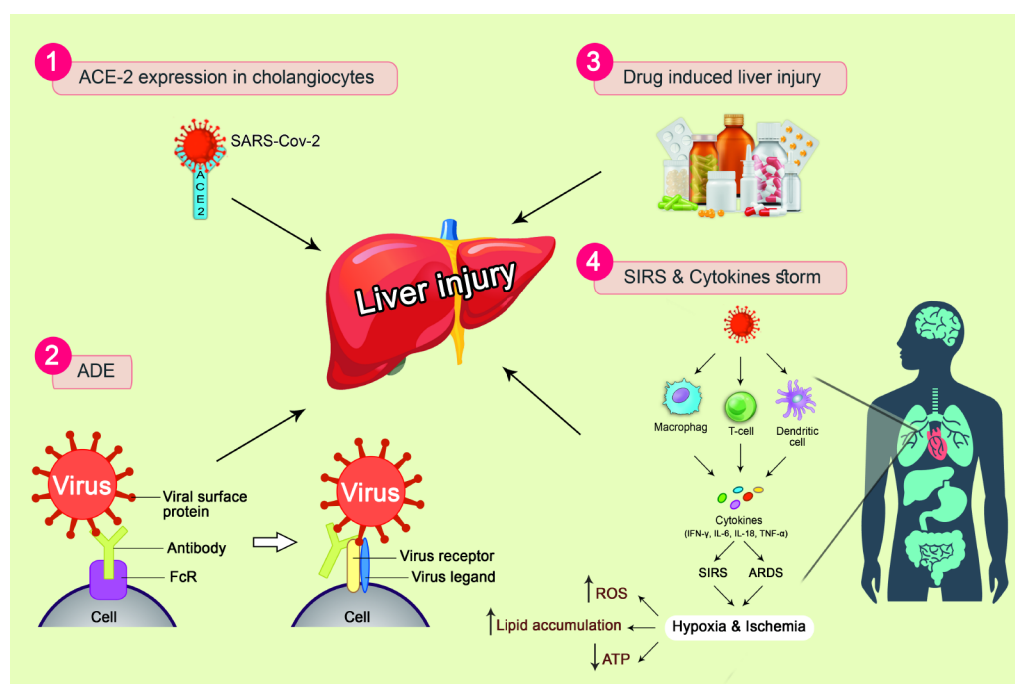 1
ACE-2 expression in cholangiocytes
SARS-Cov-2
A
C
E
2
3
Drug induced liver injury
Liver injury
4
SIRS & Cytokines storm
Macrophag
T-cell
Dendritic
cell
Cytokines
(IFN-γ, IL-6, IL-18, TNF-α)
SIRS
ARDS
Hypoxia & Ischemia
ROS
Lipid accumulation
ATP
2
ADE
Virus
Viral surface
protein
Antibody
FcR
Cell
Virus
Virus receptor
Virus legand
Cell